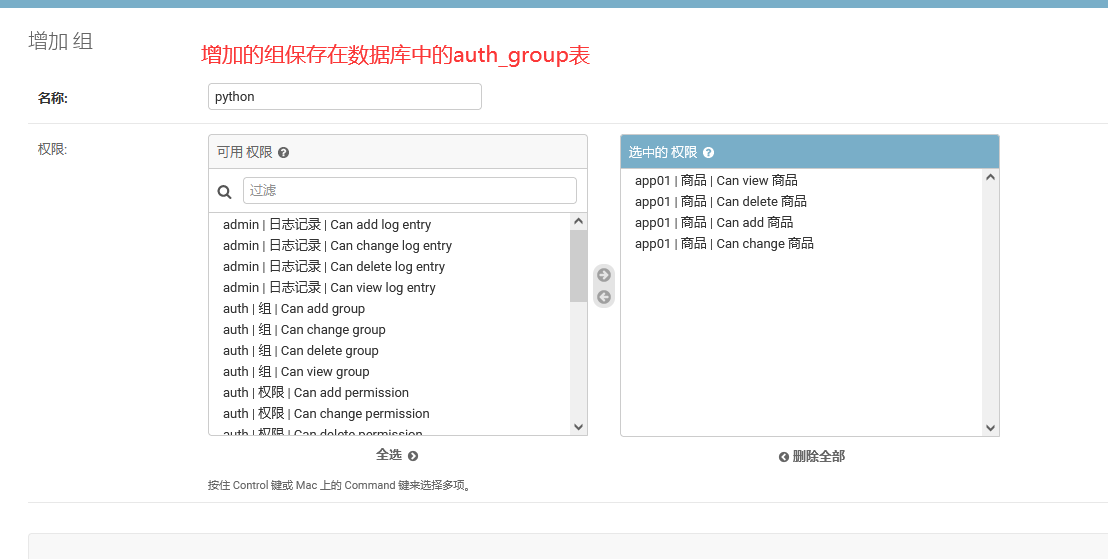 增加 组
增加的组保存在数据库中的auth_group表
名称:
python
权限:
可用 权限
过滤
admin | 日志记录 | Can add log entry
admin | 日志记录 | Can change log entry
admin | 日志记录 | Can delete log entry
admin | 日志记录 | Can view log entry
auth | 组 | Can add group
auth | 组 | Can change group
auth | 组 | Can delete group
auth | 组 | Can view group
auth | 权限 | Can add permission
auth | 权限 | Can change permission
auth | 权限 | Can delete permission
全选
选中的 权限
app01 | 商品 | Can view 商品
app01 | 商品 | Can delete 商品
app01 | 商品 | Can add 商品
app01 | 商品 | Can change 商品
删除全部
按住 Control 键或 Mac 上的 Command 键来选择多项。